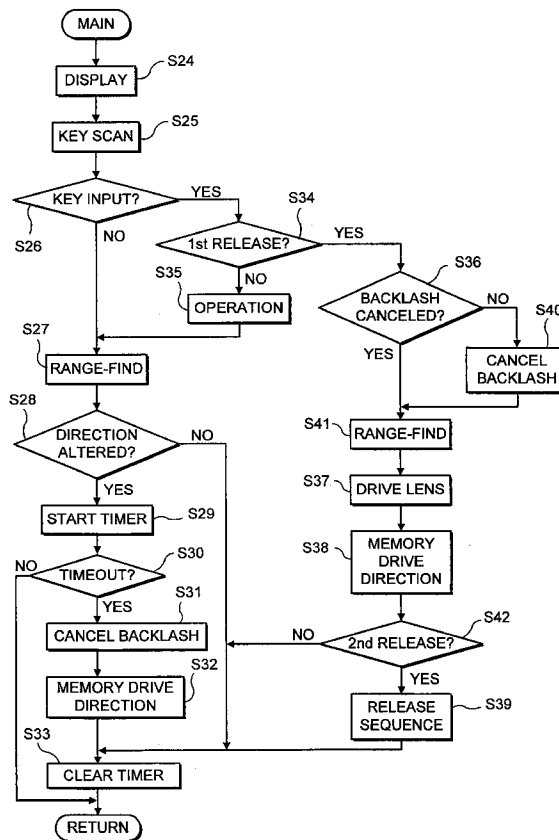 MAIN
DISPLAY
S24
KEY SCAN
S25
KEY INPUT?
YES
S26
NO
1st RELEASE?
S34
YES
NO
S35
OPERATION
BACKLASH
CANCELED?
S36
NO
YES
S40
CANCEL
BACKLASH
S27
RANGE-FIND
S28
DIRECTION
ALTERED?
NO
YES
S41
RANGE-FIND
S37
DRIVE LENS
START TIMER
S29
S38
MEMORY
DRIVE
DIRECTION
NO
TIMEOUT?
S30
YES
S31
CANCEL BACKLASH
NO
2nd RELEASE?
S42
YES
S32
MEMORY DRIVE
DIRECTION
RELEASE
SEQUENCE
S39
S33
CLEAR TIMER
RETURN